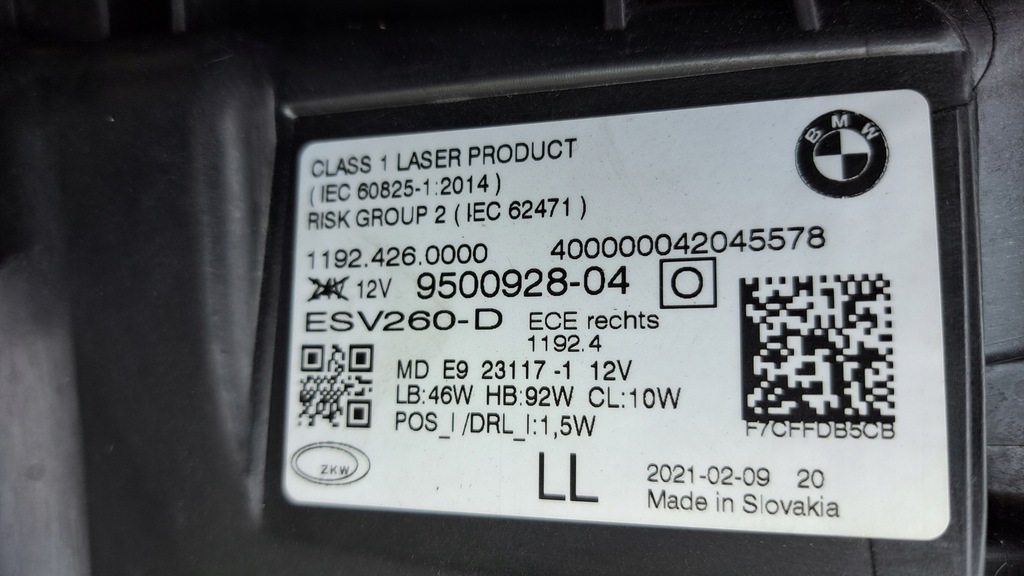 BMW
CLASS 1 LASER PRODUCT
( IEC 60825-1:2014 )
RISK GROUP 2 ( IEC 62471 )
1192.426.0000 400000042045578
24V 12V 9500928-04 O
ESV260-D ECE rechts
1192.4
MD E9 23117 -1 12V
LB:46W HB:92W CL:10W
POS_I /DRL_I:1,5W
F7CFFDB5CB
ZKW
LL
2021-02-09 20
Made in Slovakia